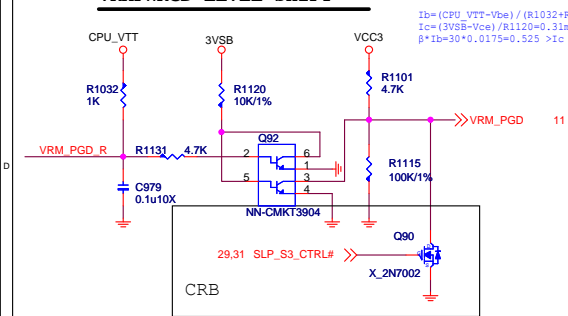 Ib=(CPU_VTT-Vbe)/(R1032+R
Ic=(3VSB-Vce)/R1120=0.31m
β*Ib=30*0.0175=0.525 >Ic
CPU_VTT
3VSB
VCC3
R1032
1K
R1120
10K/1%
R1101
4.7K
VRM_PGD 11
VRM_PGD_R
R1131 4.7K
Q92
2
6
1
5
3
4
NN-CMKT3904
R1115
100K/1%
D
C979
0.1u10X
Q90
29,31 SLP_S3_CTRL#
X_2N7002
CRB